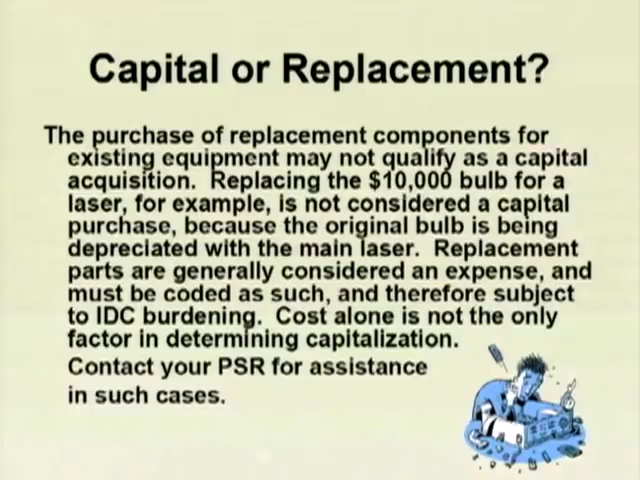 Capital or Replacement?
The purchase of replacement components for
existing equipment may not qualify as a capital
acquisition. Replacing the $10,000 bulb for a
laser, for example, is not considered a capital
purchase, because the original bulb is being
depreciated with the main laser. Replacement
parts are generally considered an expense, and
must be coded as such, and therefore subject
to IDC burdening. Cost alone is not the only
factor in determining capitalization.
Contact your PSR for assistance
in such cases.